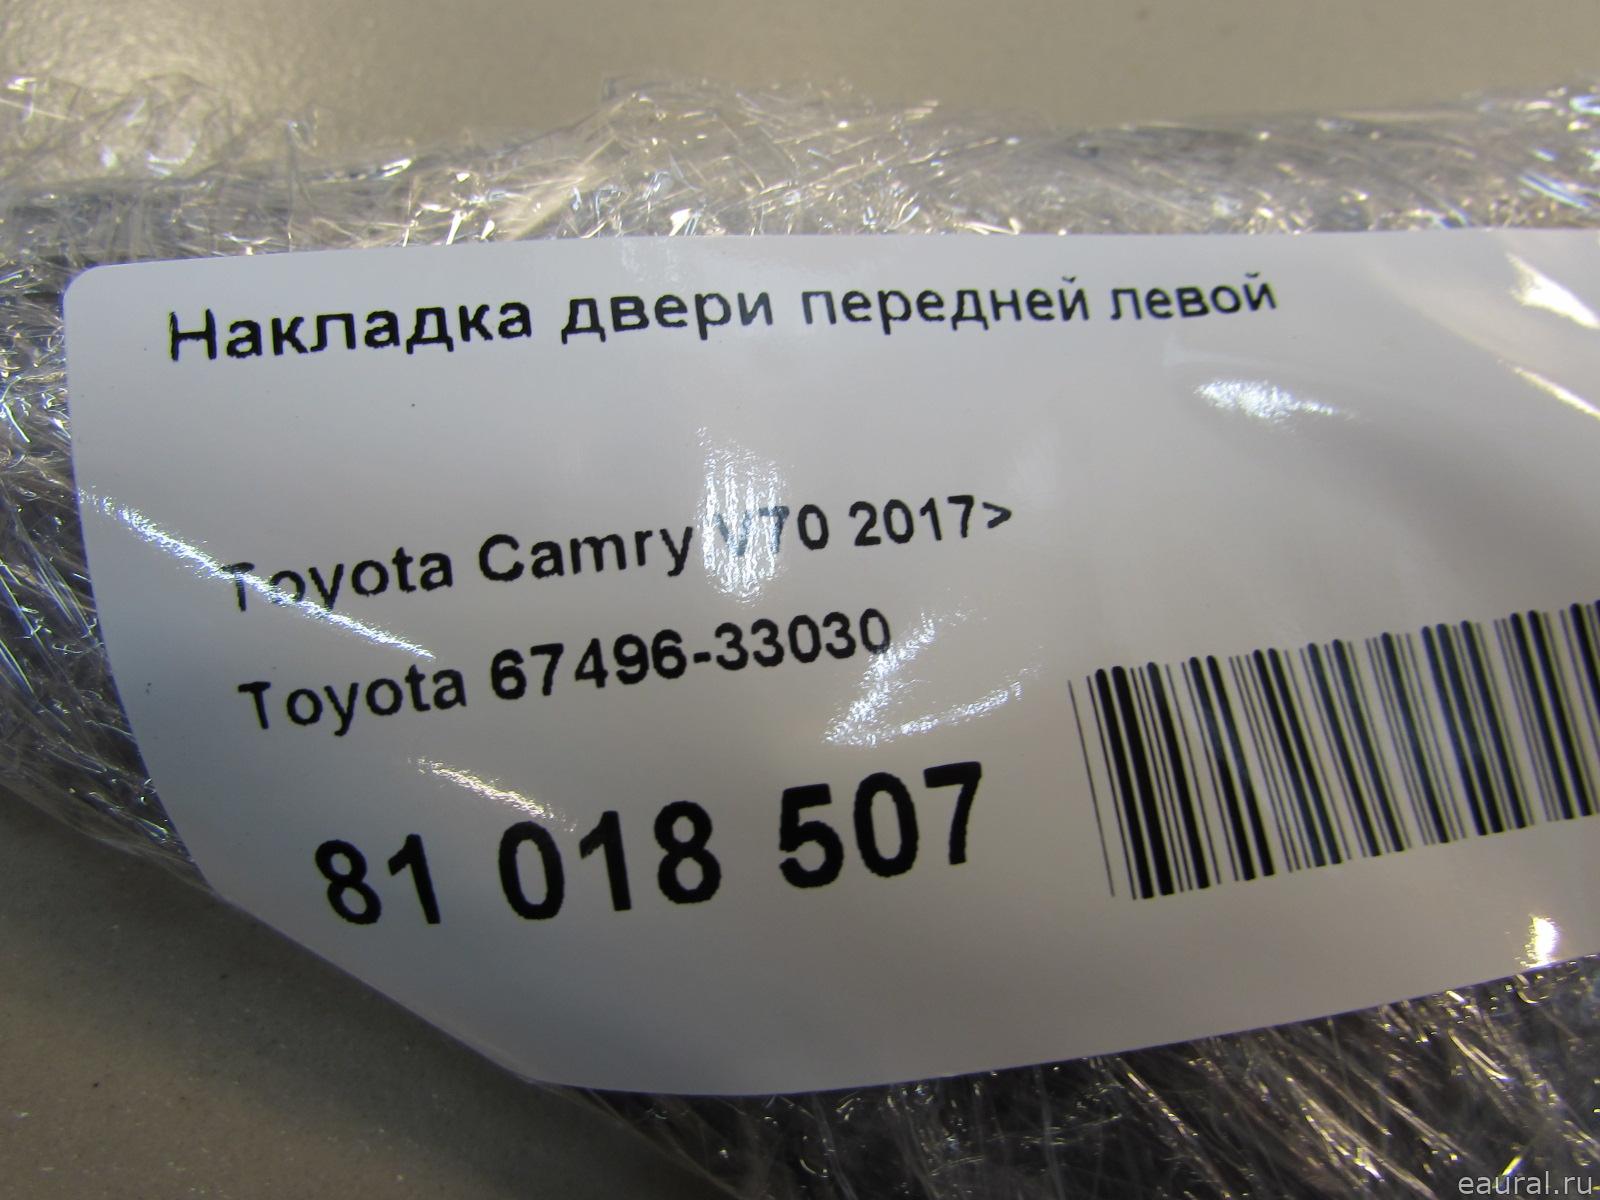 Накладка двери передней левой
Toyota Camry V70 2017>
Toyota 67496-33030
81 018 507
eaural.ru